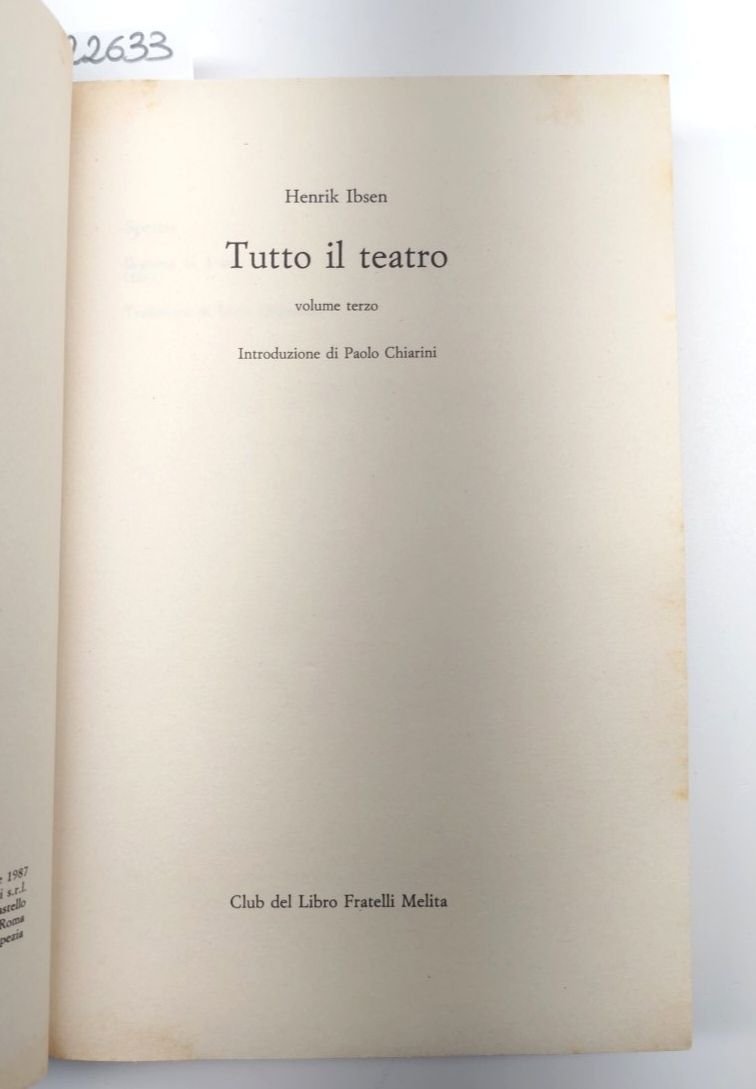 22633
Henrik Ibsen
Tutto il teatro
volume terzo
Introduzione di Paolo Chiarini
Club del Libro Fratelli Melita
1987
s.r.l.
Roma